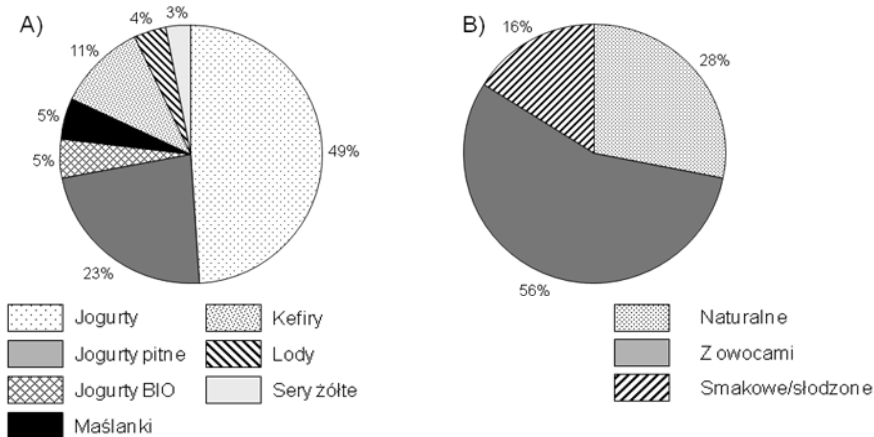 A)
3%
4%
11%
5%
5%
23%
49%
Jogurty
Jogurty pitne
Jogurty BIO
Maślanki
Kefiry
Lody
Sery żółte
B)
16%
28%
56%
Naturalne
Z owocami
Smakowe/słodzone